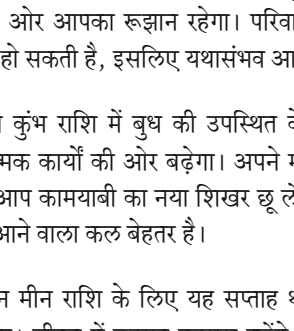 ओर आपका रूझान रहेगा। परिवा
हो सकती है, इसलिए यथासंभव आ
कुंभ राशि में बुध की उपस्थित
मक कार्यों की ओर बढ़ेगा। अपने
आप कामयाबी का नया शिखर छू ले
आने वाला कल बेहतर है।
न मीन राशि के लिए यह सप्ताह